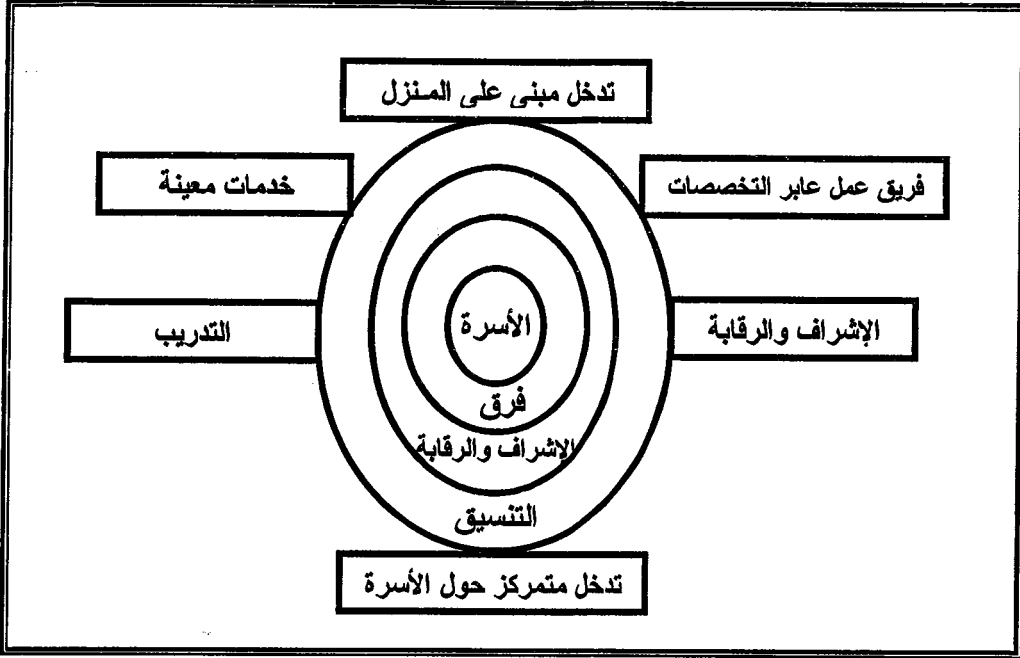 تدخل مبنى على المنزل
فريق عمل عابر التخصصات
خدمات معينة
الإشراف والرقابة
الأسرة
التدريب
فرق
الإشراف والرقابة
التنسيق
تدخل متمركز حول الأسرة